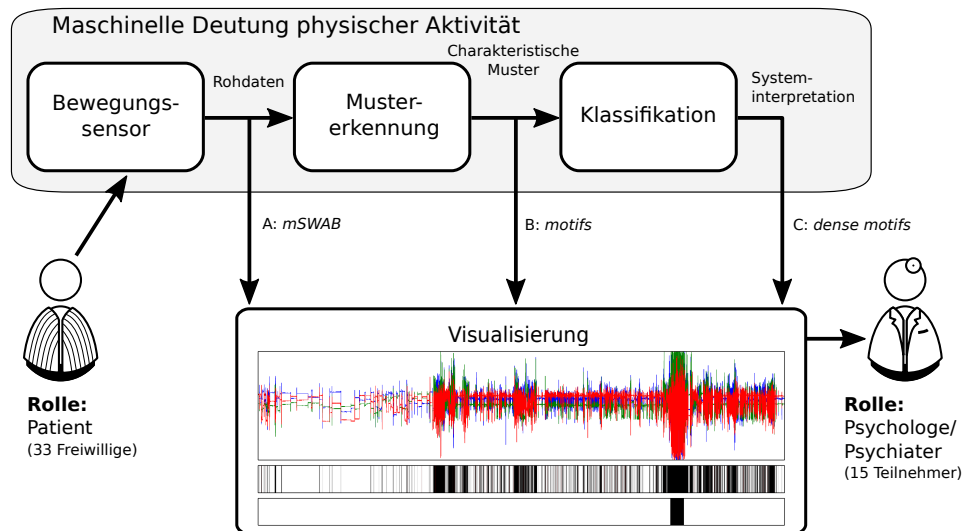 Maschinelle Deutung physischer Aktivität
Bewegungs-
sensor
Rohdaten
Muster-
erkennung
Charakteristische
Muster
Klassifikation
System-
interpretation
A: mSWAB
B: motifs
C: dense motifs
Visualisierung
Rolle:
Patient
(33 Freiwillige)
Rolle:
Psychologe/
Psychiater
(15 Teilnehmer)